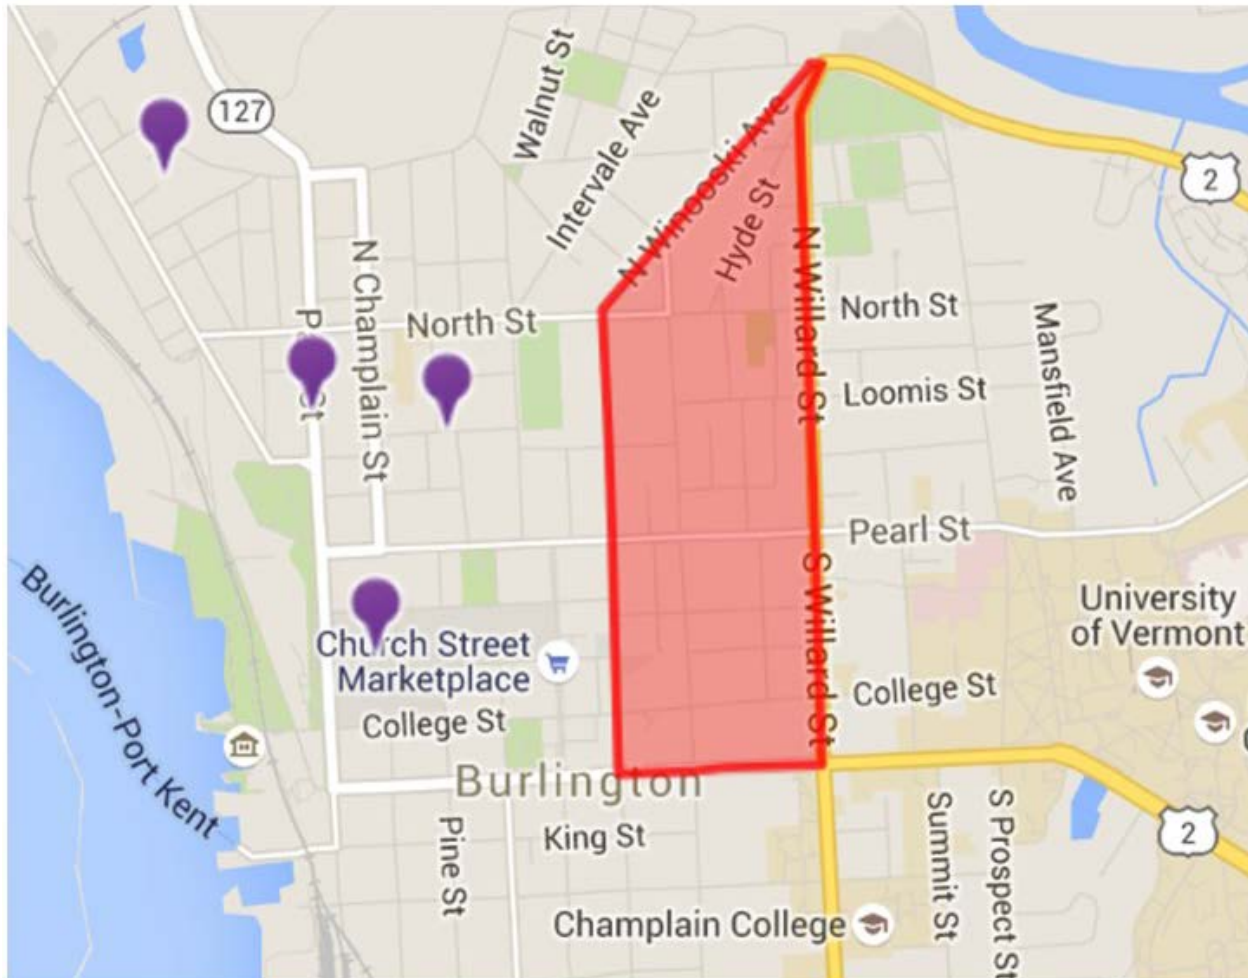 127
Walnut St
Intervale Ave
N Winooski Ave
Hyde St
2
N Champlain St
North St
N Willard St
North St
Mansfield Ave
Loomis St
Pearl St
S Willard St
Burlington-Port Kent
University
of Vermont
Church Street
Marketplace
College St
College St
Burlington
King St
Pine St
Summit St
S Prospect St
2
Champlain College